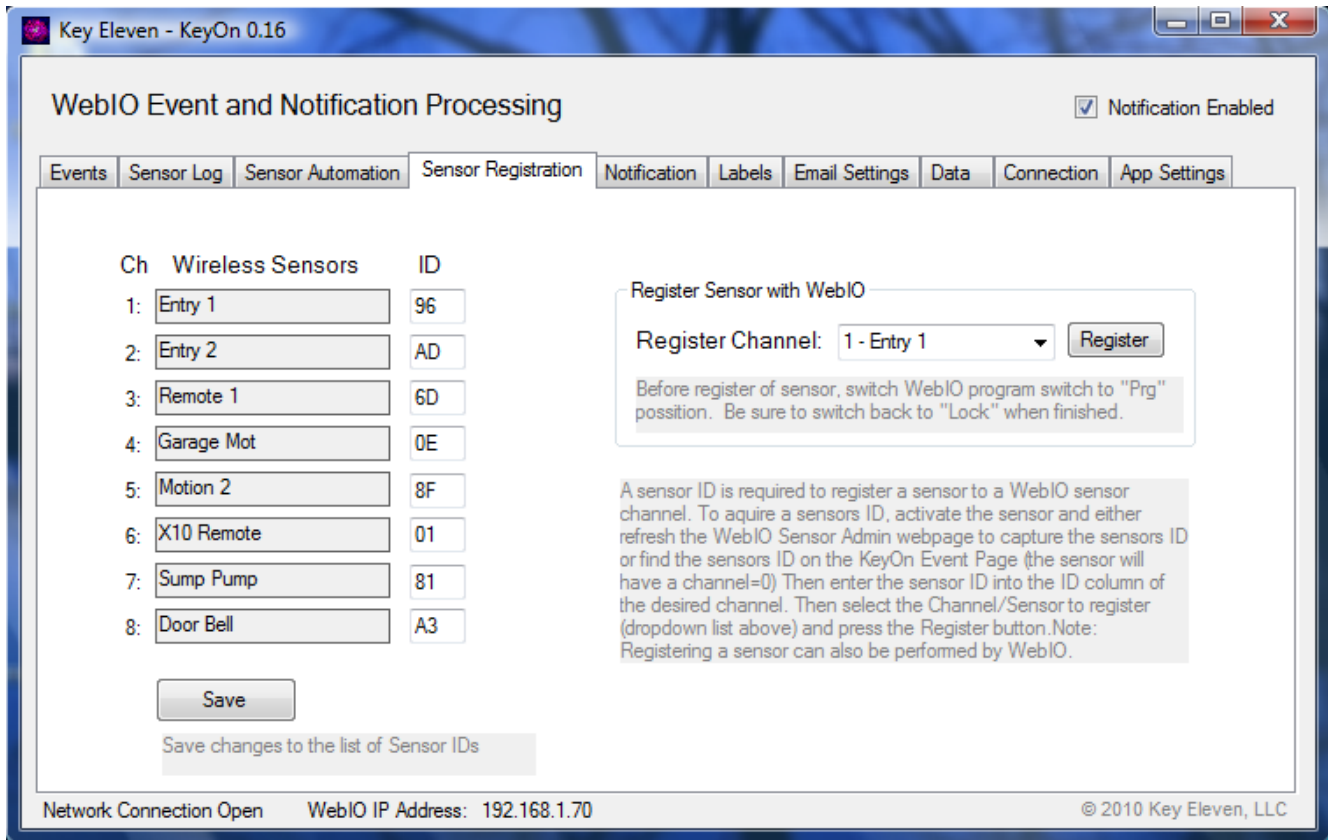 Key Eleven - KeyOn 0.16
WebIO Event and Notification Processing
Notification Enabled
Events Sensor Log Sensor Automation Sensor Registration Notification Labels Email Settings Data Connection App Settings
Ch Wireless Sensors ID
1: Entry 1 96
2: Entry 2 AD
3: Remote 1 6D
4: Garage Mot 0E
5: Motion 2 8F
6: X10 Remote 01
7: Sump Pump 81
8: Door Bell A3
Save
Save changes to the list of Sensor IDs
Register Sensor with WebIO
Register Channel: 1 - Entry 1 Register
Before register of sensor, switch WebIO program switch to "Prg"
possition. Be sure to switch back to "Lock" when finished.
A sensor ID is required to register a sensor to a WebIO sensor
channel. To aquire a sensors ID, activate the sensor and either
refresh the WebIO Sensor Admin webpage to capture the sensors ID
or find the sensors ID on the KeyOn Event Page (the sensor will
have a channel=0) Then enter the sensor ID into the ID column of
the desired channel. Then select the Channel/Sensor to register
(dropdown list above) and press the Register button.Note:
Registering a sensor can also be performed by WebIO.
Network Connection Open WebIO IP Address: 192.168.1.70
© 2010 Key Eleven, LLC